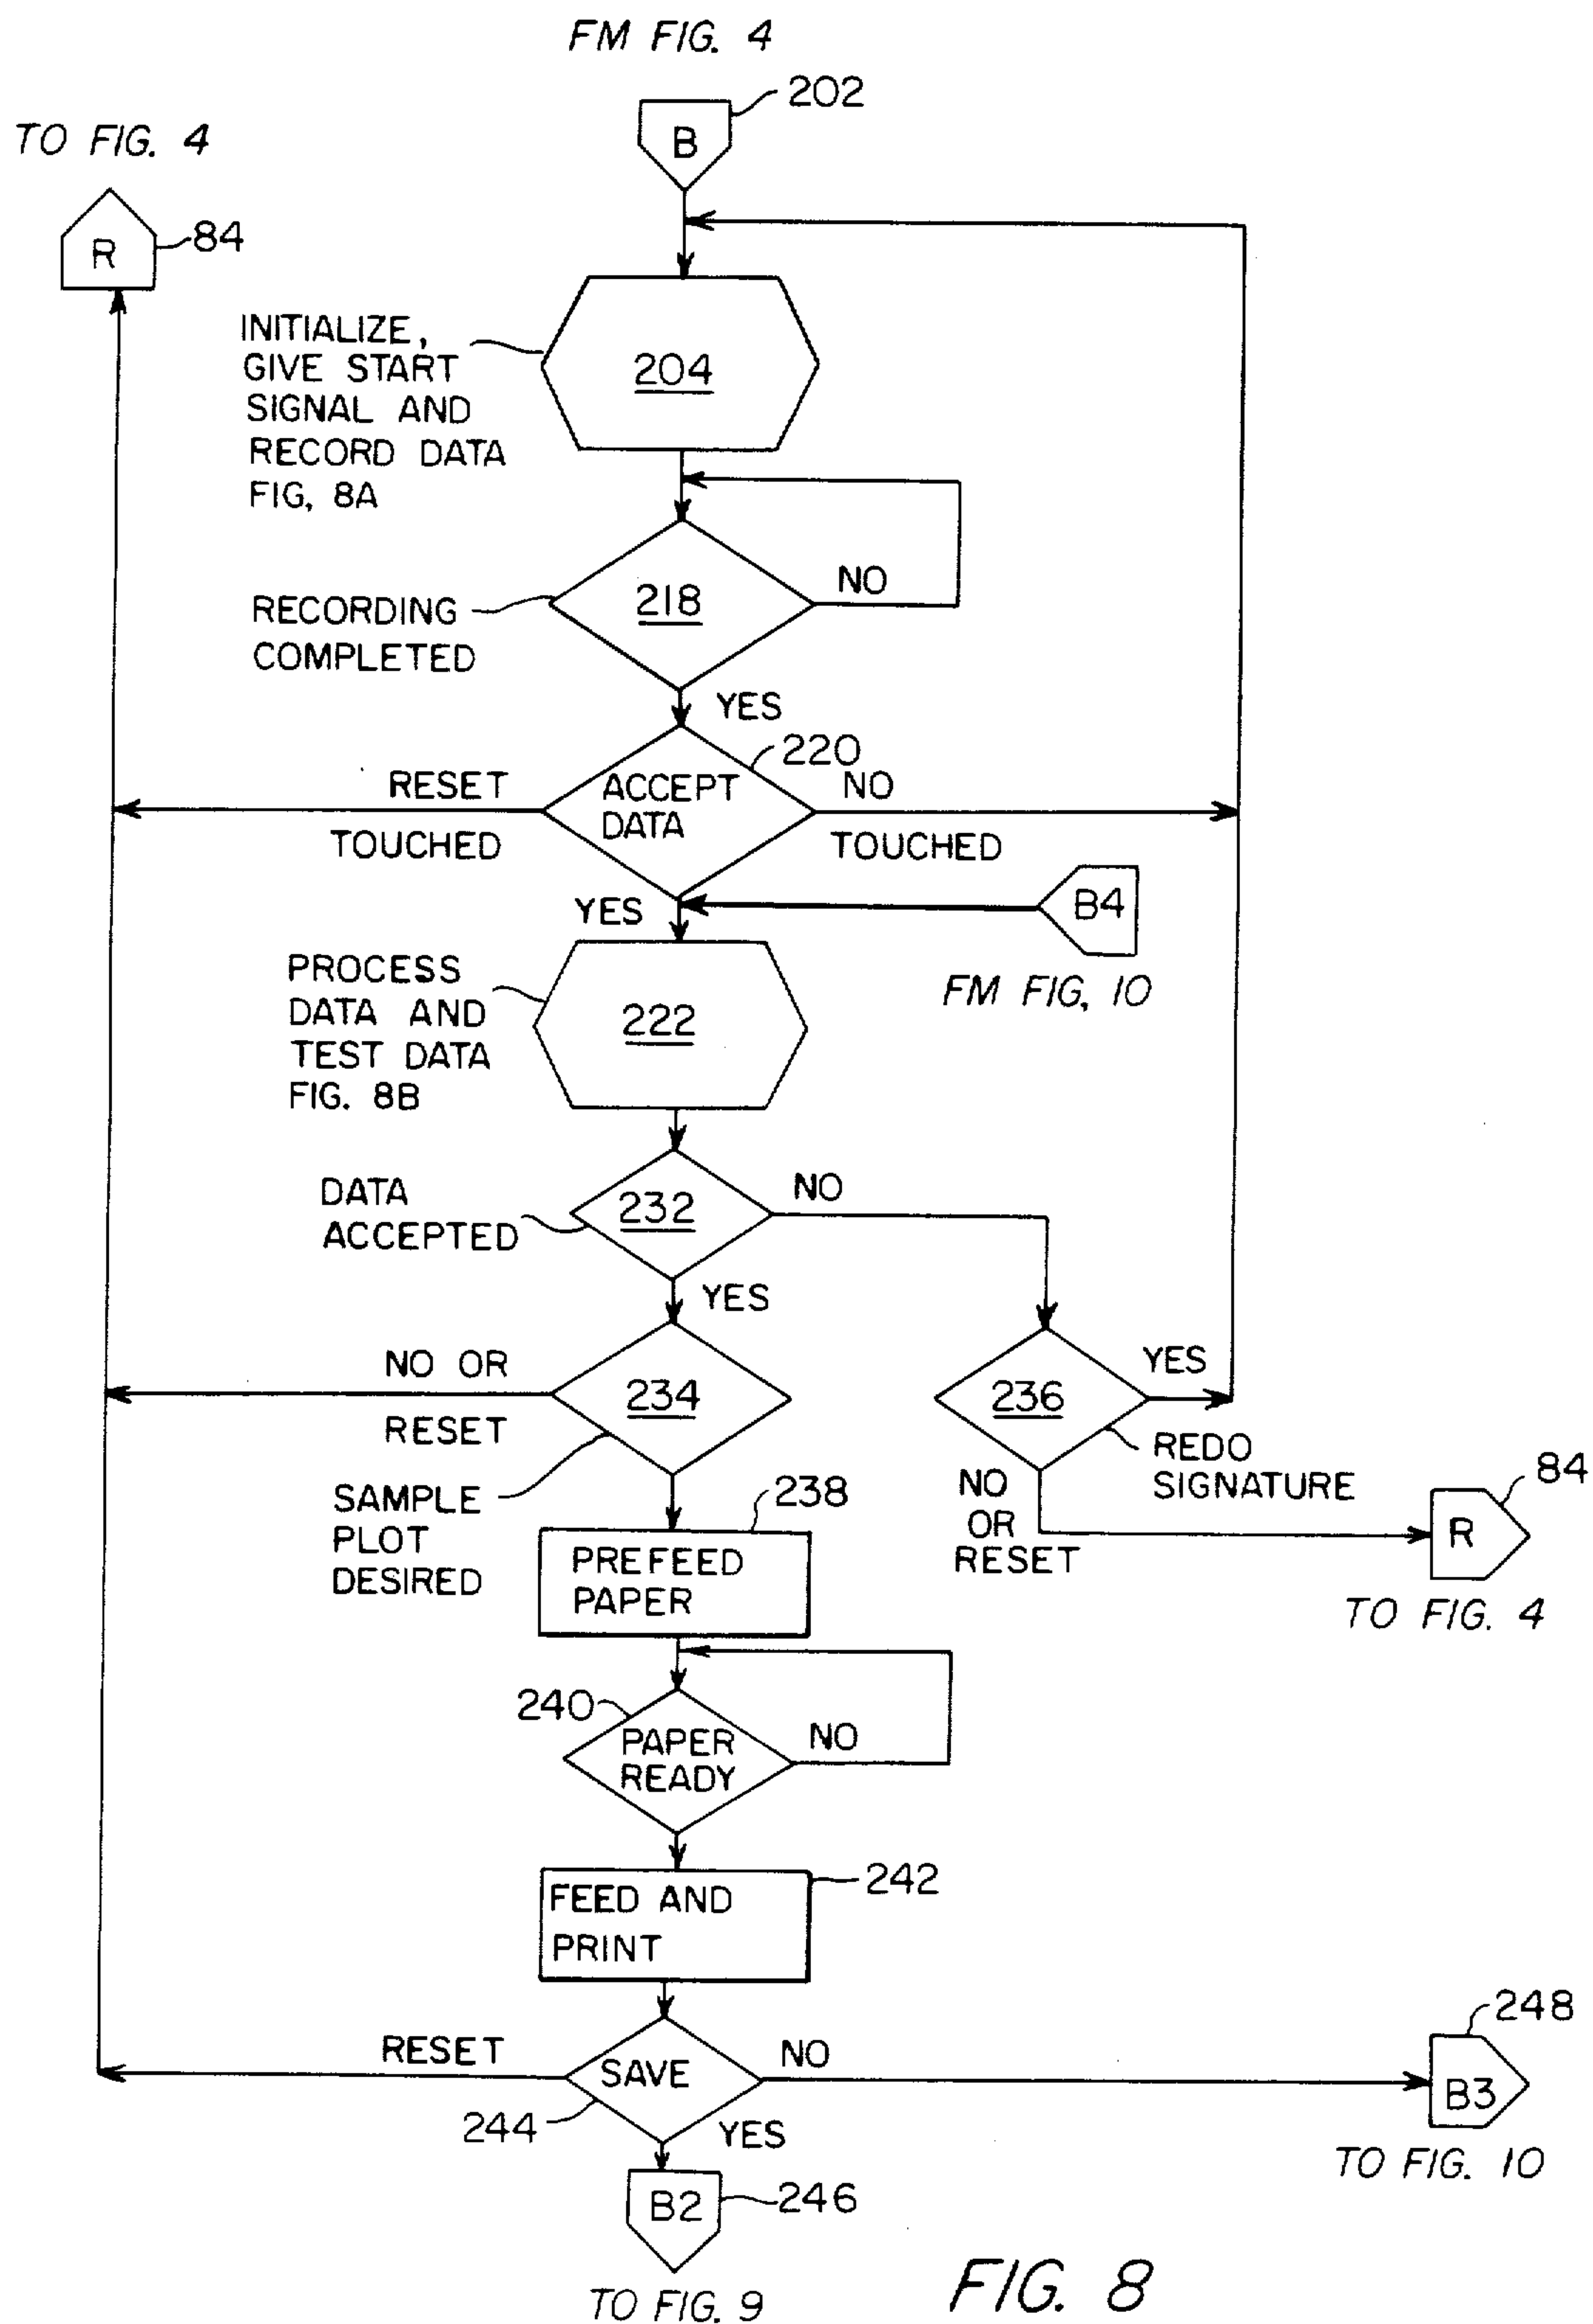 FM FIG. 4
202
B
TO FIG. 4
R
84
INITIALIZE,
GIVE START
SIGNAL AND
RECORD DATA
FIG, 8A
204
RECORDING
COMPLETED
218
NO
YES
220
ACCEPT
DATA
RESET
TOUCHED
NO
TOUCHED
YES
B4
FM FIG, 10
PROCESS
DATA AND
TEST DATA
FIG. 8B
222
DATA
ACCEPTED
232
NO
YES
NO OR
RESET
234
SAMPLE
PLOT
DESIRED
236
YES
REDO
SIGNATURE
NO
OR
RESET
84
R
TO FIG. 4
238
PREFEED
PAPER
240
PAPER
READY
NO
242
FEED AND
PRINT
RESET
SAVE
NO
244
YES
248
B3
TO FIG. 10
B2
246
TO FIG. 9
FIG. 8